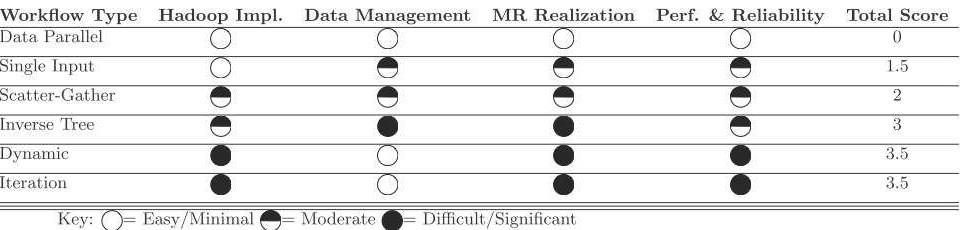 Workflow Type Hadoop Impl. Data Management MR Realization Perf. & Reliability Total Score
Data Parallel 0
Single Input 1.5
Scatter-Gather 2
Inverse Tree 3
Dynamic 3.5
Iteration 3.5
Key: = Easy/Minimal = Moderate = Difficult/Significant